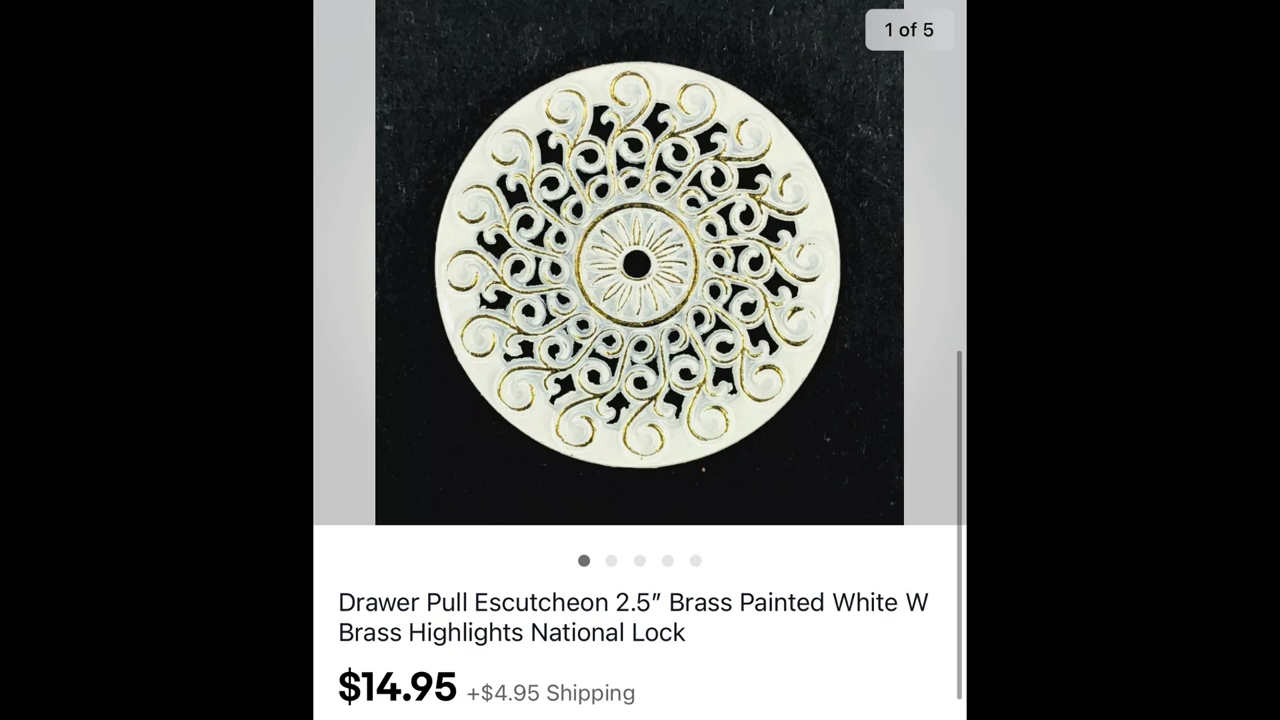 1 of 5
Drawer Pull Escutcheon 2.5” Brass Painted White W
Brass Highlights National Lock
$14.95 +$4.95 Shipping